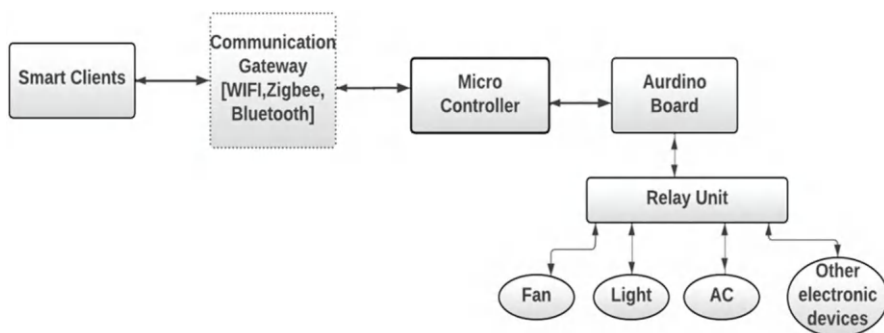 Smart Clients
Communication
Gateway
[WIFI,Zigbee,
Bluetooth]
Micro
Controller
Aurdino
Board
Relay Unit
Fan
Light
AC
Other
electronic
devices